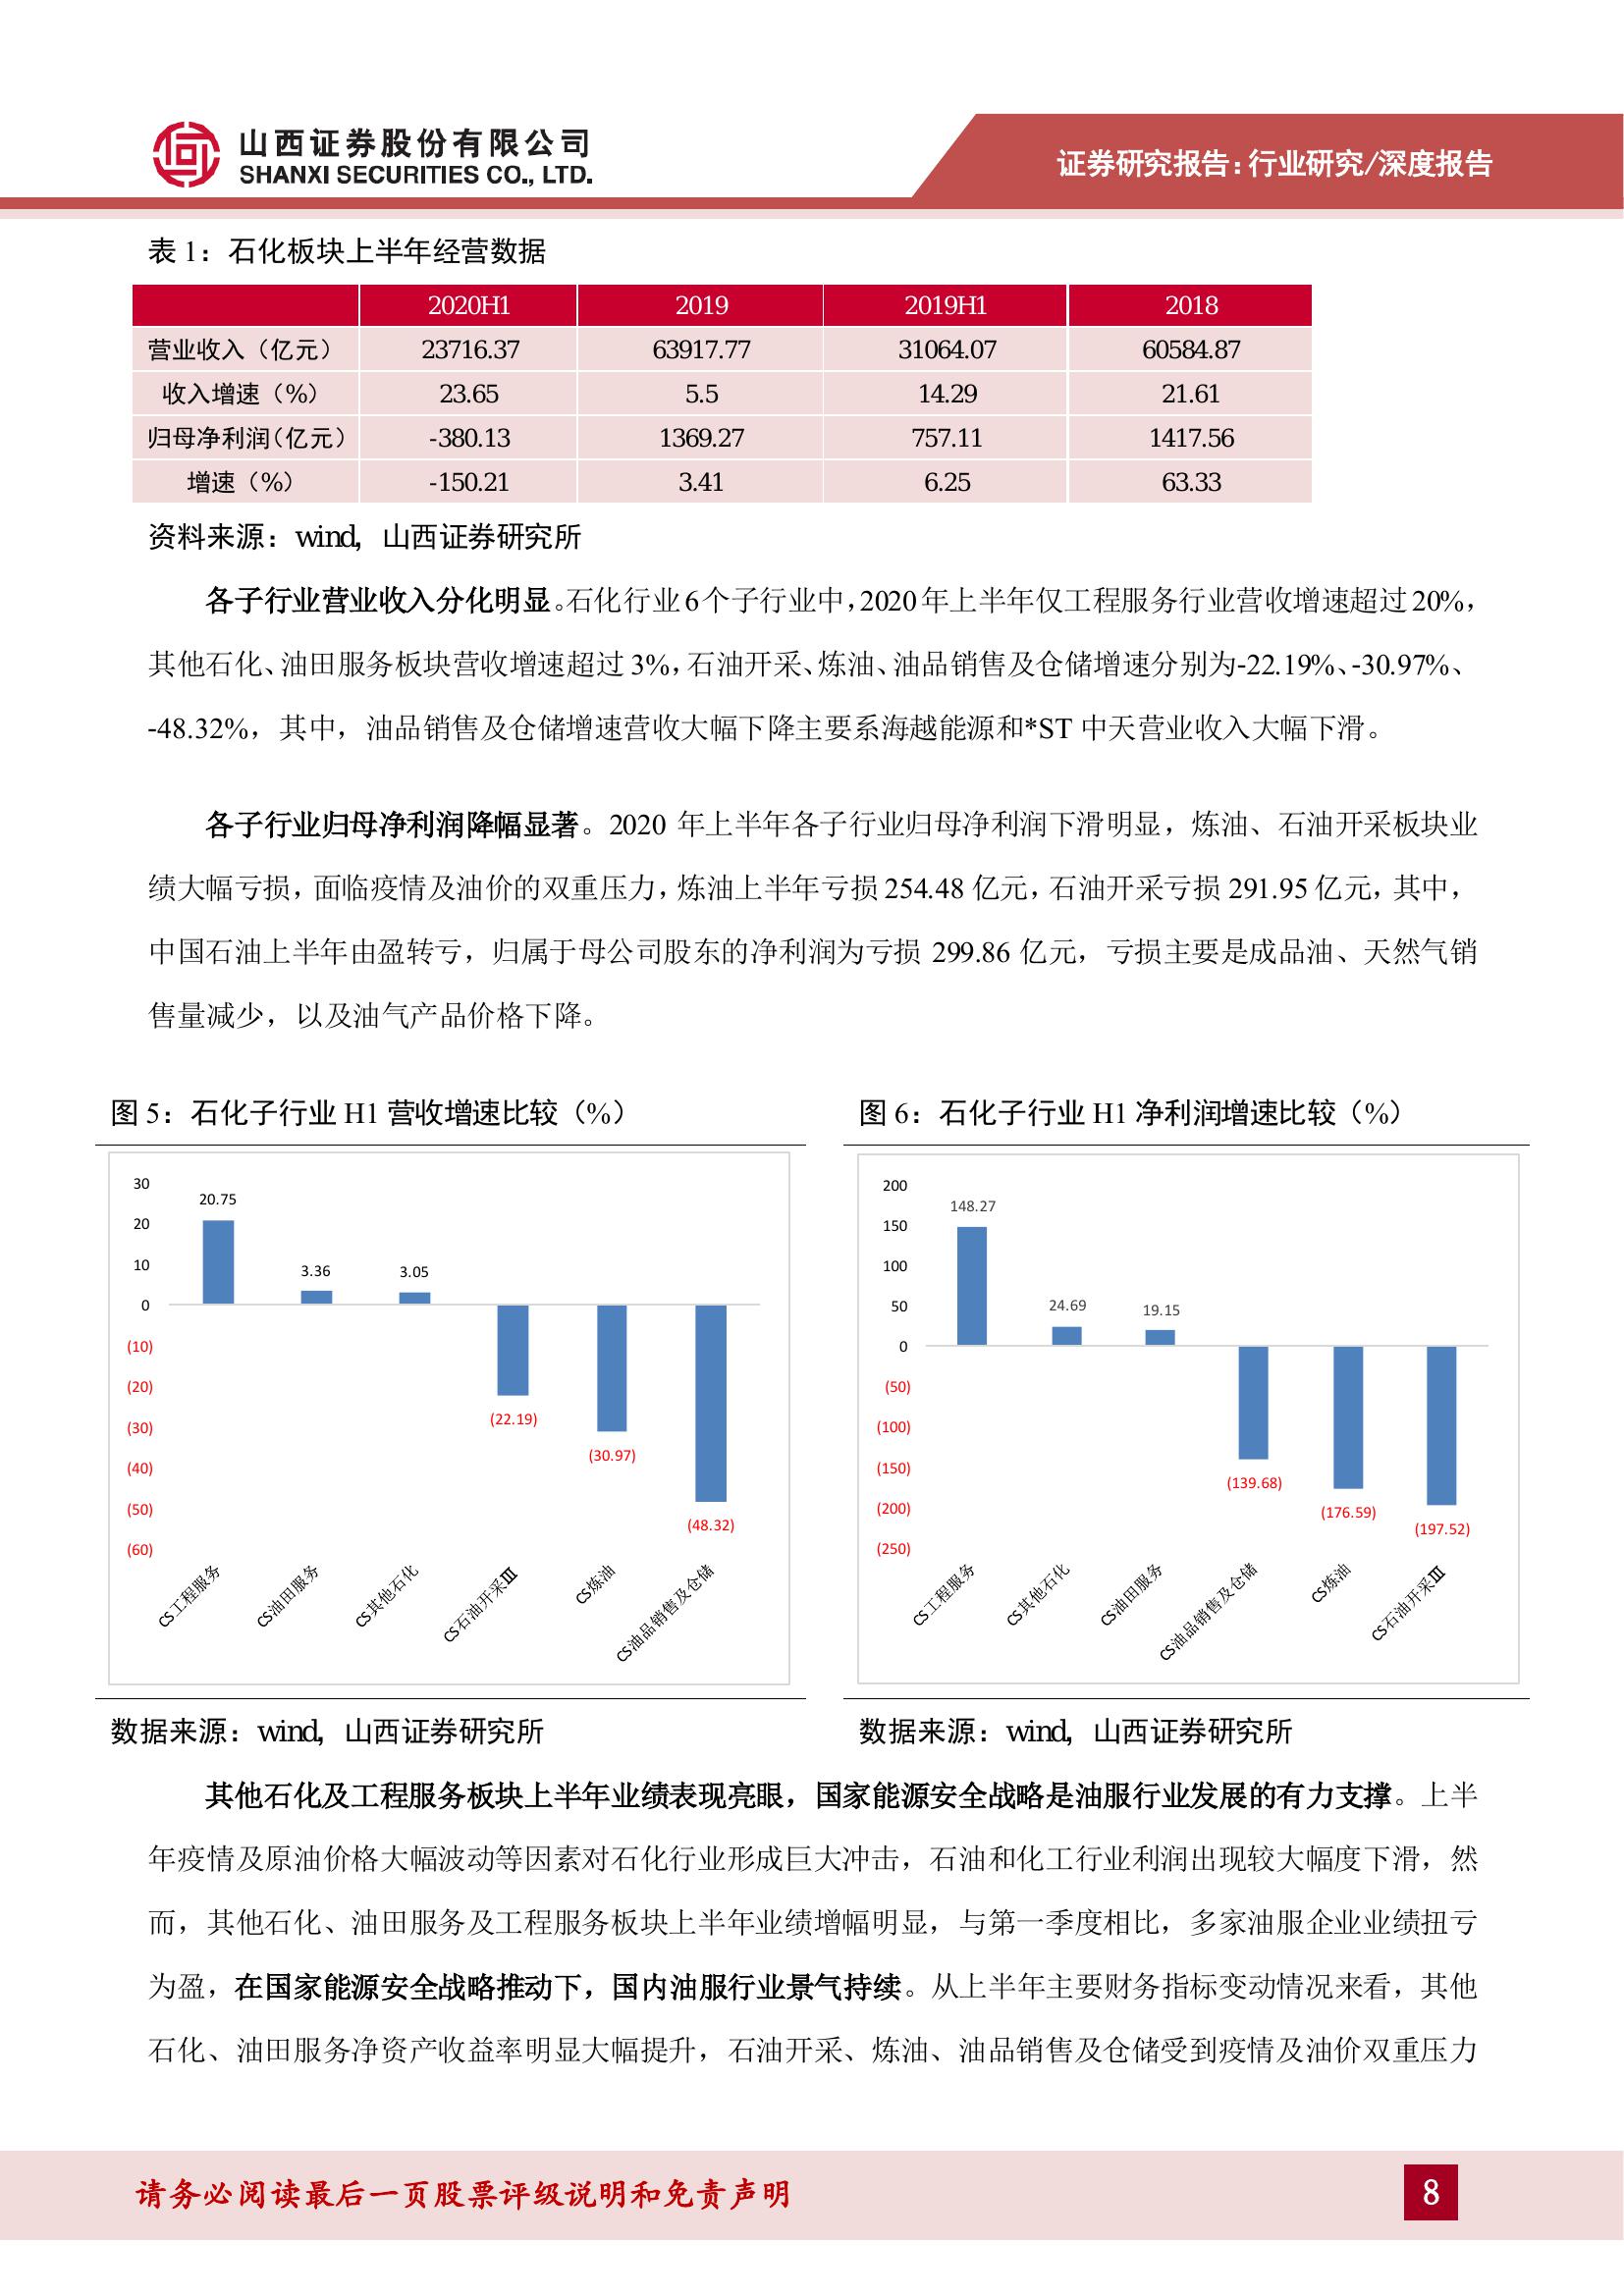 山西证券股份有限公司
SHANXI SECURITIES CO., LTD.
证券研究报告:行业研究/深度报告
表 1：石化板块上半年经营数据
2020H1 2019 2019H1 2018
营业收入（亿元） 23716.37 63917.77 31064.07 60584.87
收入增速（%） 23.65 5.5 14.29 21.61
归母净利润（亿元） -380.13 1369.27 757.11 1417.56
增速（%） -150.21 3.41 6.25 63.33
资料来源：wind，山西证券研究所
各子行业营业收入分化明显。石化行业 6 个子行业中，2020 年上半年仅工程服务行业营收增速超过 20%，
其他石化、油田服务板块营收增速超过 3%，石油开采、炼油、油品销售及仓储增速分别为-22.19%、-30.97%、
-48.32%，其中，油品销售及仓储增速营收大幅下降主要系海越能源和*ST 中天营业收入大幅下滑。
各子行业归母净利润降幅显著。2020 年上半年各子行业归母净利润下滑明显，炼油、石油开采板块业
绩大幅亏损，面临疫情及油价的双重压力，炼油上半年亏损 254.48 亿元，石油开采亏损 291.95 亿元，其中，
中国石油上半年由盈转亏，归属于母公司股东的净利润为亏损 299.86 亿元，亏损主要是成品油、天然气销
售量减少，以及油气产品价格下降。
图 5：石化子行业 H1 营收增速比较（%）
30
20
10
0
(10)
(20)
(30)
(40)
(50)
(60)
20.75
3.36
3.05
(22.19)
(30.97)
(48.32)
CS工程服务
CS油田服务
CS其他石化
CS石油开采Ⅲ
CS炼油
CS油品销售及仓储
数据来源：wind，山西证券研究所
图 6：石化子行业 H1 净利润增速比较（%）
200
150
100
50
0
(50)
(100)
(150)
(200)
(250)
148.27
24.69
19.15
(139.68)
(176.59)
(197.52)
CS工程服务
CS其他石化
CS油田服务
CS油品销售及仓储
CS炼油
CS石油开采Ⅲ
数据来源：wind，山西证券研究所
其他石化及工程服务板块上半年业绩表现亮眼，国家能源安全战略是油服行业发展的有力支撑。上半
年疫情及原油价格大幅波动等因素对石化行业形成巨大冲击，石油和化工行业利润出现较大幅度下滑，然
而，其他石化、油田服务及工程服务板块上半年业绩增幅明显，与第一季度相比，多家油服企业业绩扭亏
为盈，在国家能源安全战略推动下，国内油服行业景气持续。从上半年主要财务指标变动情况来看，其他
石化、油田服务净资产收益率明显大幅提升，石油开采、炼油、油品销售及仓储受到疫情及油价双重压力
请务必阅读最后一页股票评级说明和免责声明
8